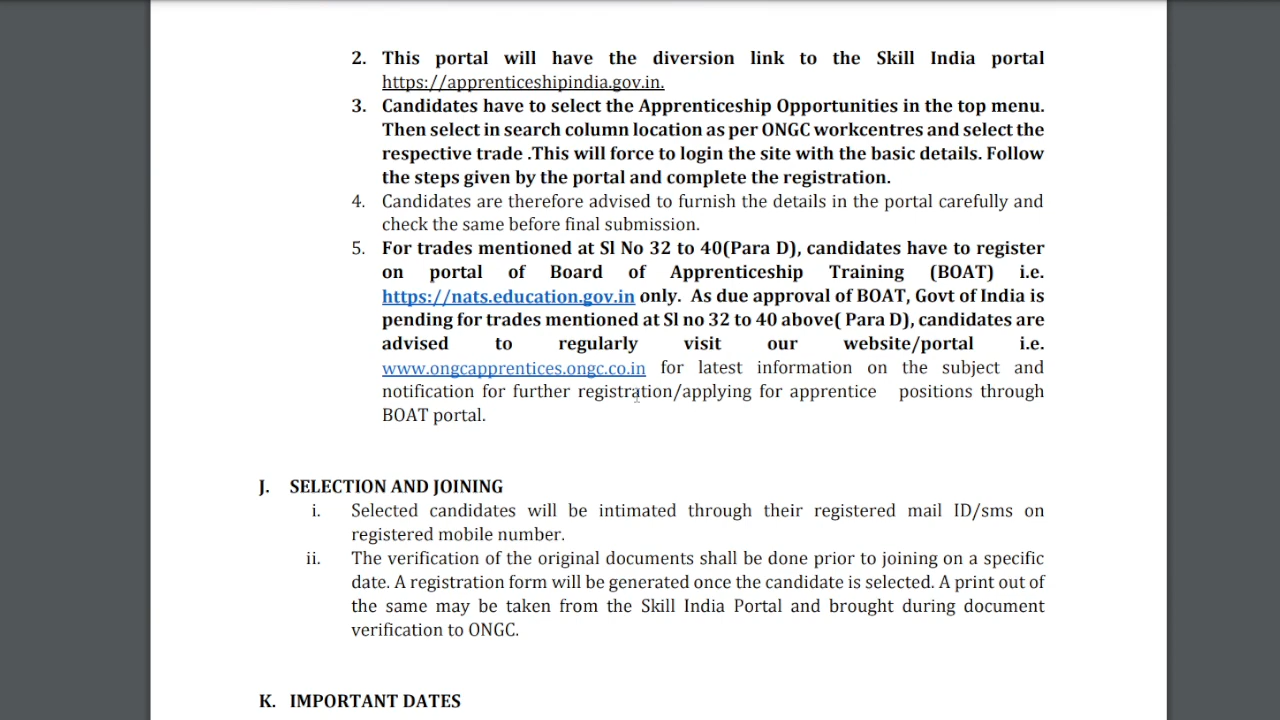 2. This portal will have the diversion link to the Skill India portal
https://apprenticeshipindia.gov.in.
3. Candidates have to select the Apprenticeship Opportunities in the top menu.
Then select in search column location as per ONGC workcentres and select the
respective trade .This will force to login the site with the basic details. Follow
the steps given by the portal and complete the registration.
4. Candidates are therefore advised to furnish the details in the portal carefully and
check the same before final submission.
5. For trades mentioned at Sl No 32 to 40(Para D), candidates have to register
on portal of Board of Apprenticeship Training (BOAT) i.e.
https://nats.education.gov.in only. As due approval of BOAT, Govt of India is
pending for trades mentioned at Sl no 32 to 40 above( Para D), candidates are
advised to regularly visit our website/portal i.e.
www.ongcapprentices.ongc.co.in for latest information on the subject and
notification for further registration/applying for apprentice positions through
BOAT portal.
J. SELECTION AND JOINING
i. Selected candidates will be intimated through their registered mail ID/sms on
registered mobile number.
ii. The verification of the original documents shall be done prior to joining on a specific
date. A registration form will be generated once the candidate is selected. A print out of
the same may be taken from the Skill India Portal and brought during document
verification to ONGC.
K. IMPORTANT DATES